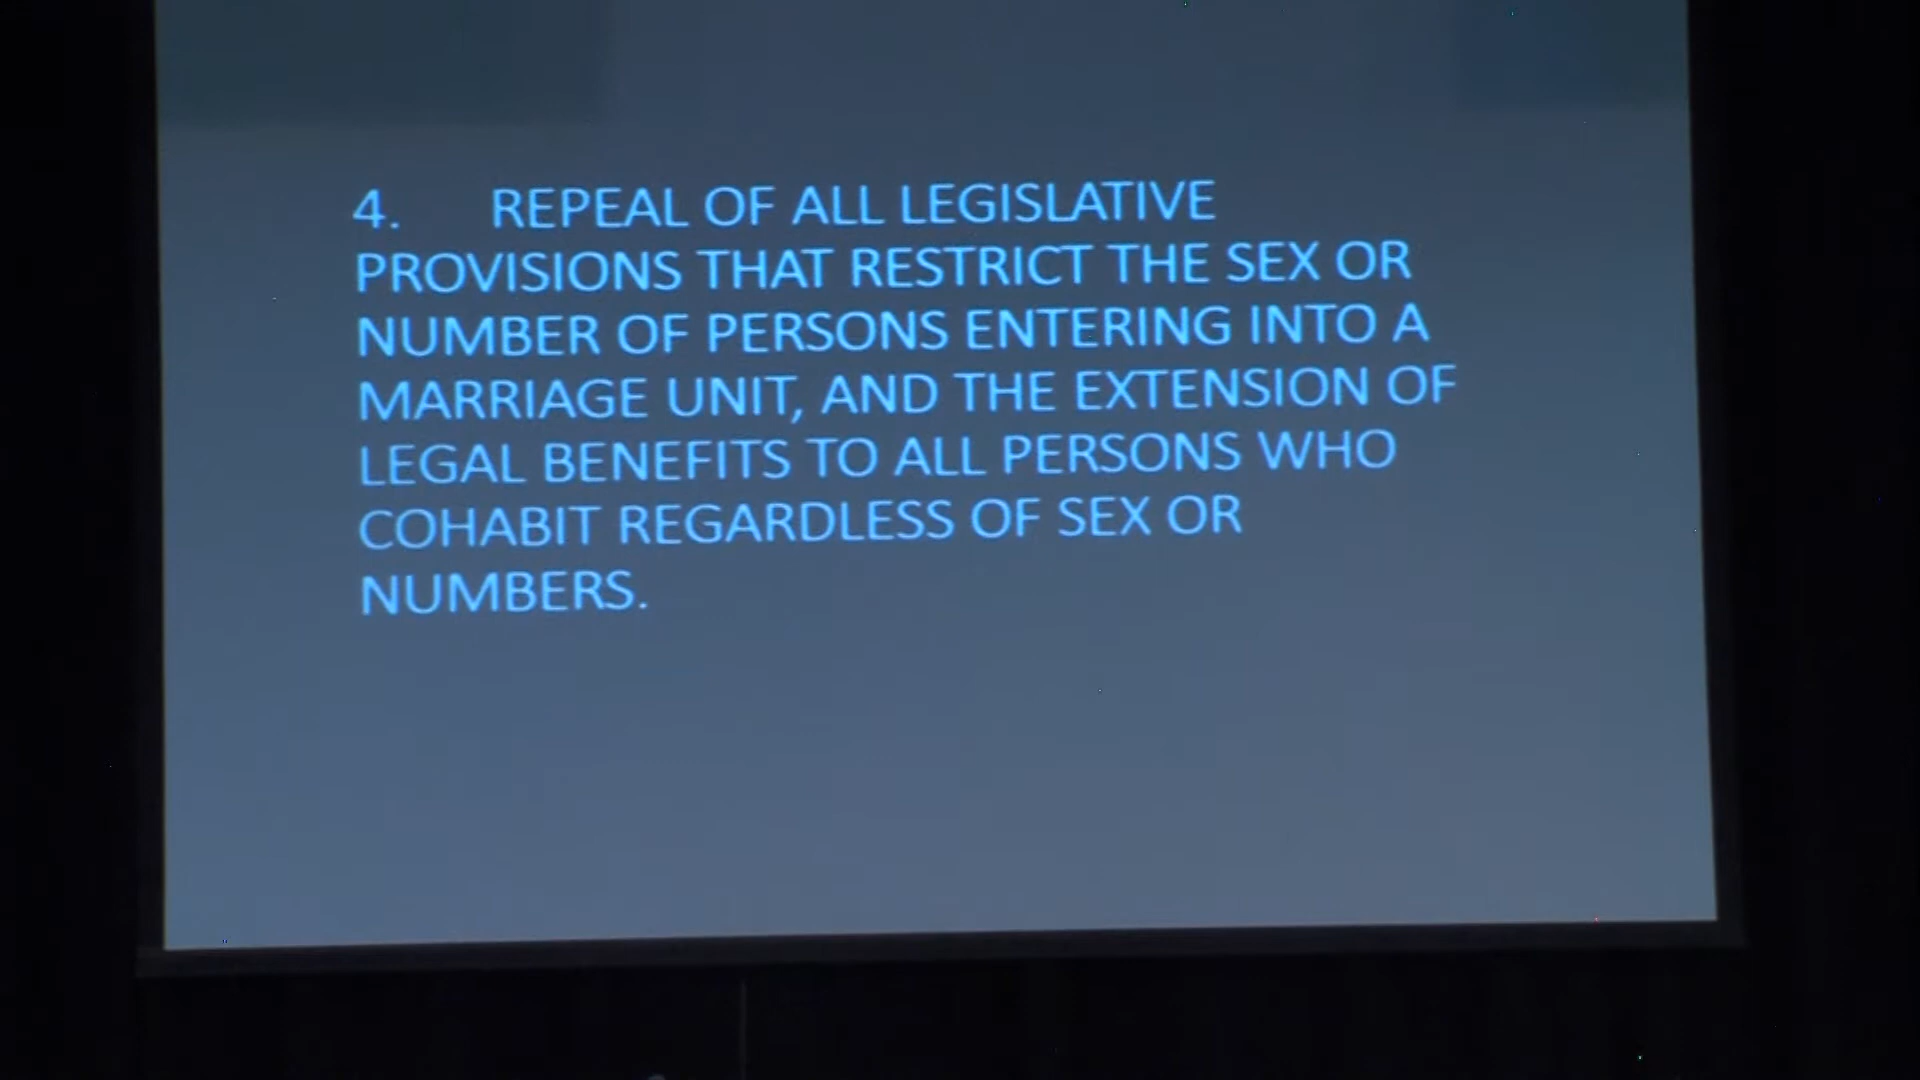 4. REPEAL OF ALL LEGISLATIVE
PROVISIONS THAT RESTRICT THE SEX OR
NUMBER OF PERSONS ENTERING INTO A
MARRIAGE UNIT, AND THE EXTENSION OF
LEGAL BENEFITS TO ALL PERSONS WHO
COHABIT REGARDLESS OF SEX OR
NUMBERS.